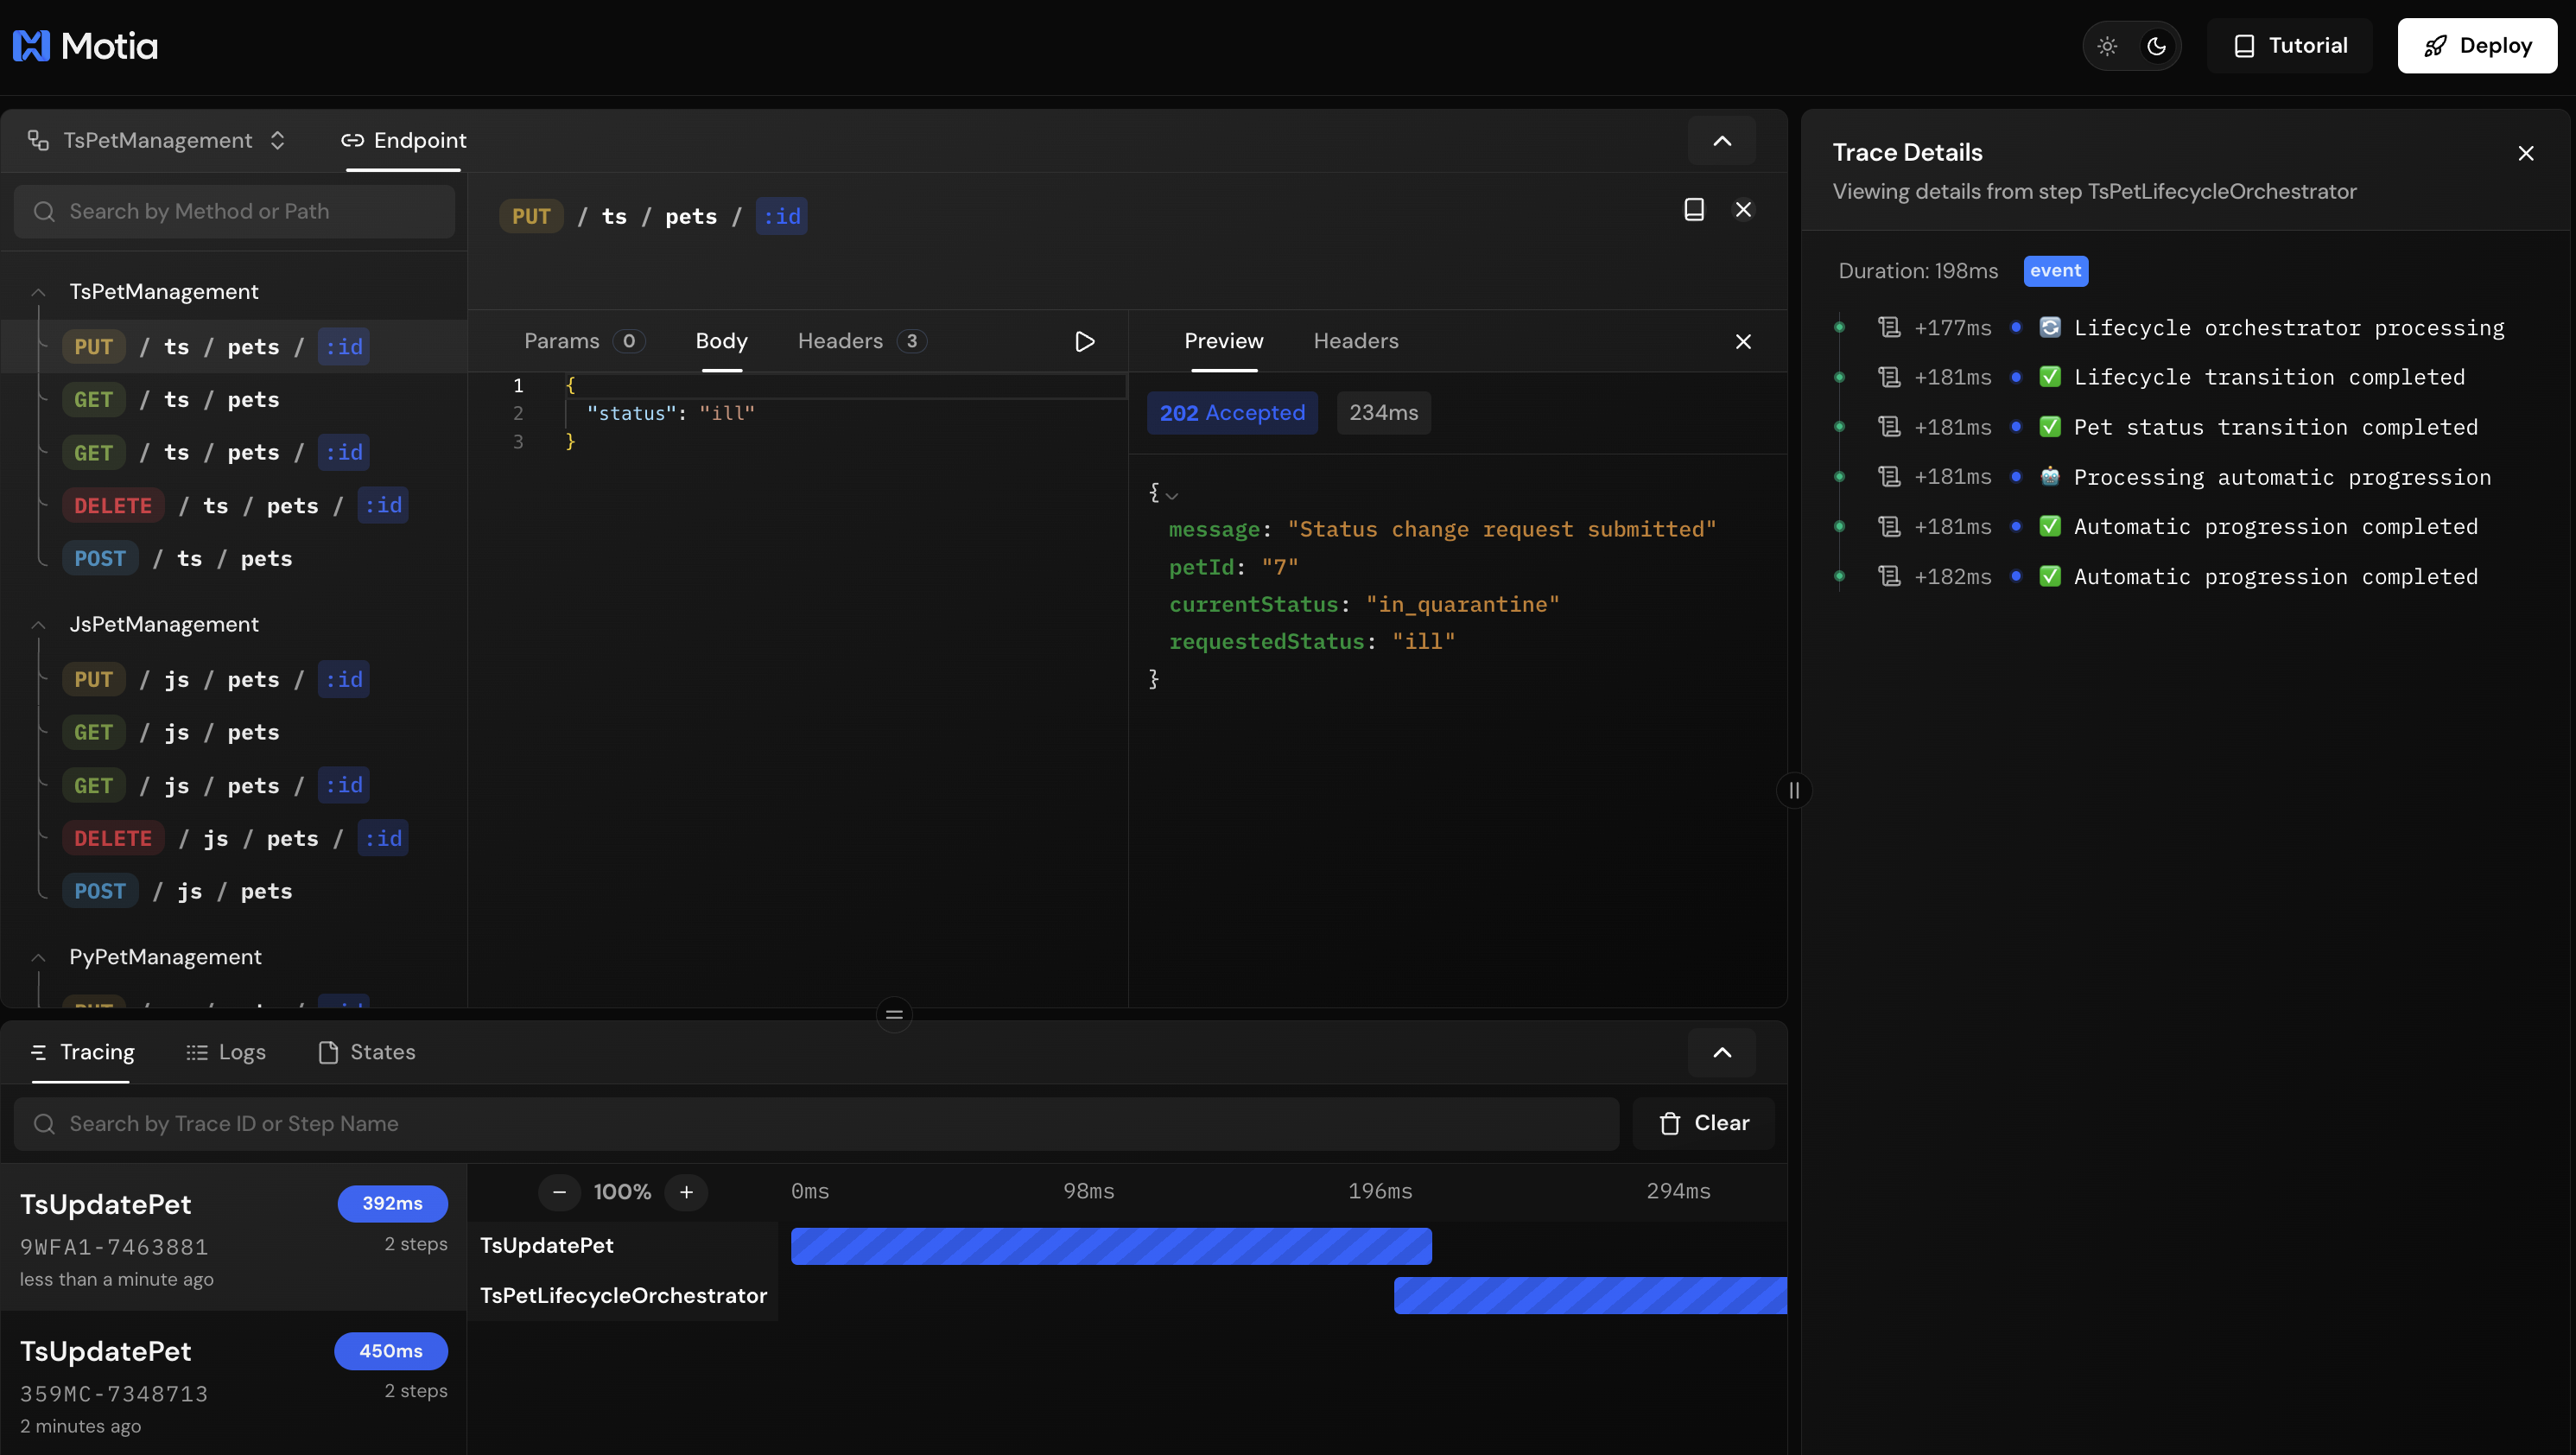 Motia
Tutorial
Deploy
TsPetManagement
Endpoint
Search by Method or Path
TsPetManagement
PUT / ts / pets / :id
GET / ts / pets
GET / ts / pets / :id
DELETE / ts / pets / :id
POST / ts / pets
JsPetManagement
PUT / js / pets / :id
GET / js / pets
GET / js / pets / :id
DELETE / js / pets / :id
POST / js / pets
PyPetManagement
PUT / ts / pets / :id
Params 0
Body
Headers 3
1 {
2 "status": "ill"
3 }
Preview
Headers
202 Accepted
234ms
{
message: "Status change request submitted"
petId: "7"
currentStatus: "in_quarantine"
requestedStatus: "ill"
}
Trace Details
Viewing details from step TsPetLifecycleOrchestrator
Duration: 198ms event
+177ms 🔄 Lifecycle orchestrator processing
+181ms ✅ Lifecycle transition completed
+181ms ✅ Pet status transition completed
+181ms 🤖 Processing automatic progression
+181ms ✅ Automatic progression completed
+182ms ✅ Automatic progression completed
Tracing
Logs
States
Search by Trace ID or Step Name
Clear
TsUpdatePet 392ms
9WFA1-7463881 2 steps
less than a minute ago
TsUpdatePet 450ms
359MC-7348713 2 steps
2 minutes ago
100% 0ms 98ms 196ms 294ms
TsUpdatePet
TsPetLifecycleOrchestrator